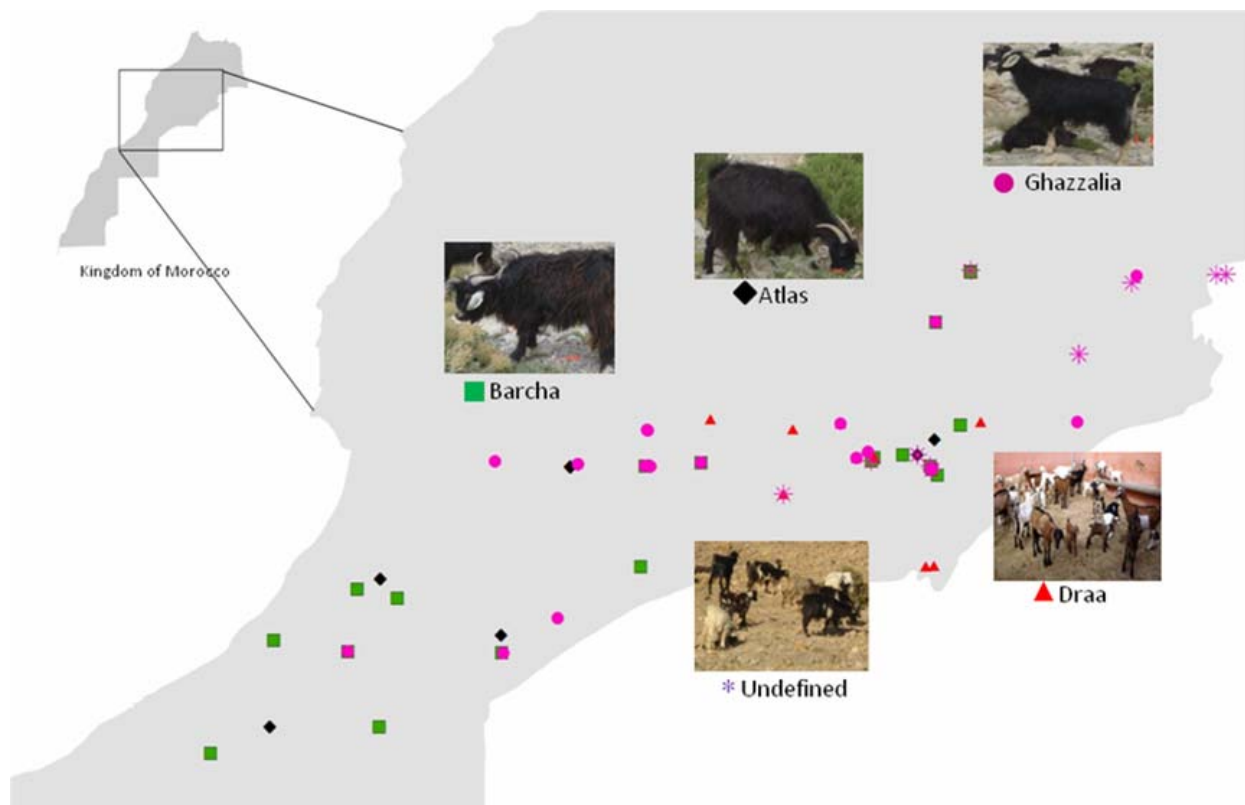 Ghazzalia
Atlas
Kingdom of Morocco
Barcha
Draa
Undefined